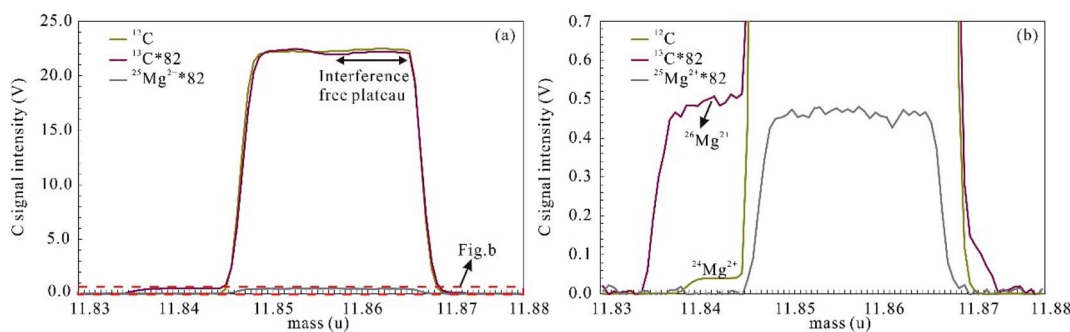 25.0
20.0
15.0
10.0
5.0
0.0
C signal intensity (V)
¹²C
¹³C*82
²⁵Mg²⁻*82
(a)
Interference
free plateau
Fig.b
11.83
11.84
11.85
11.86
11.87
11.88
mass (u)
0.7
0.6
0.5
0.4
0.3
0.2
0.1
0.0
C signal intensity (V)
¹²C
¹³C*82
²⁵Mg²⁺*82
(b)
²⁶Mg²⁺
²⁴Mg²⁺
11.83
11.84
11.85
11.86
11.87
11.88
mass (u)